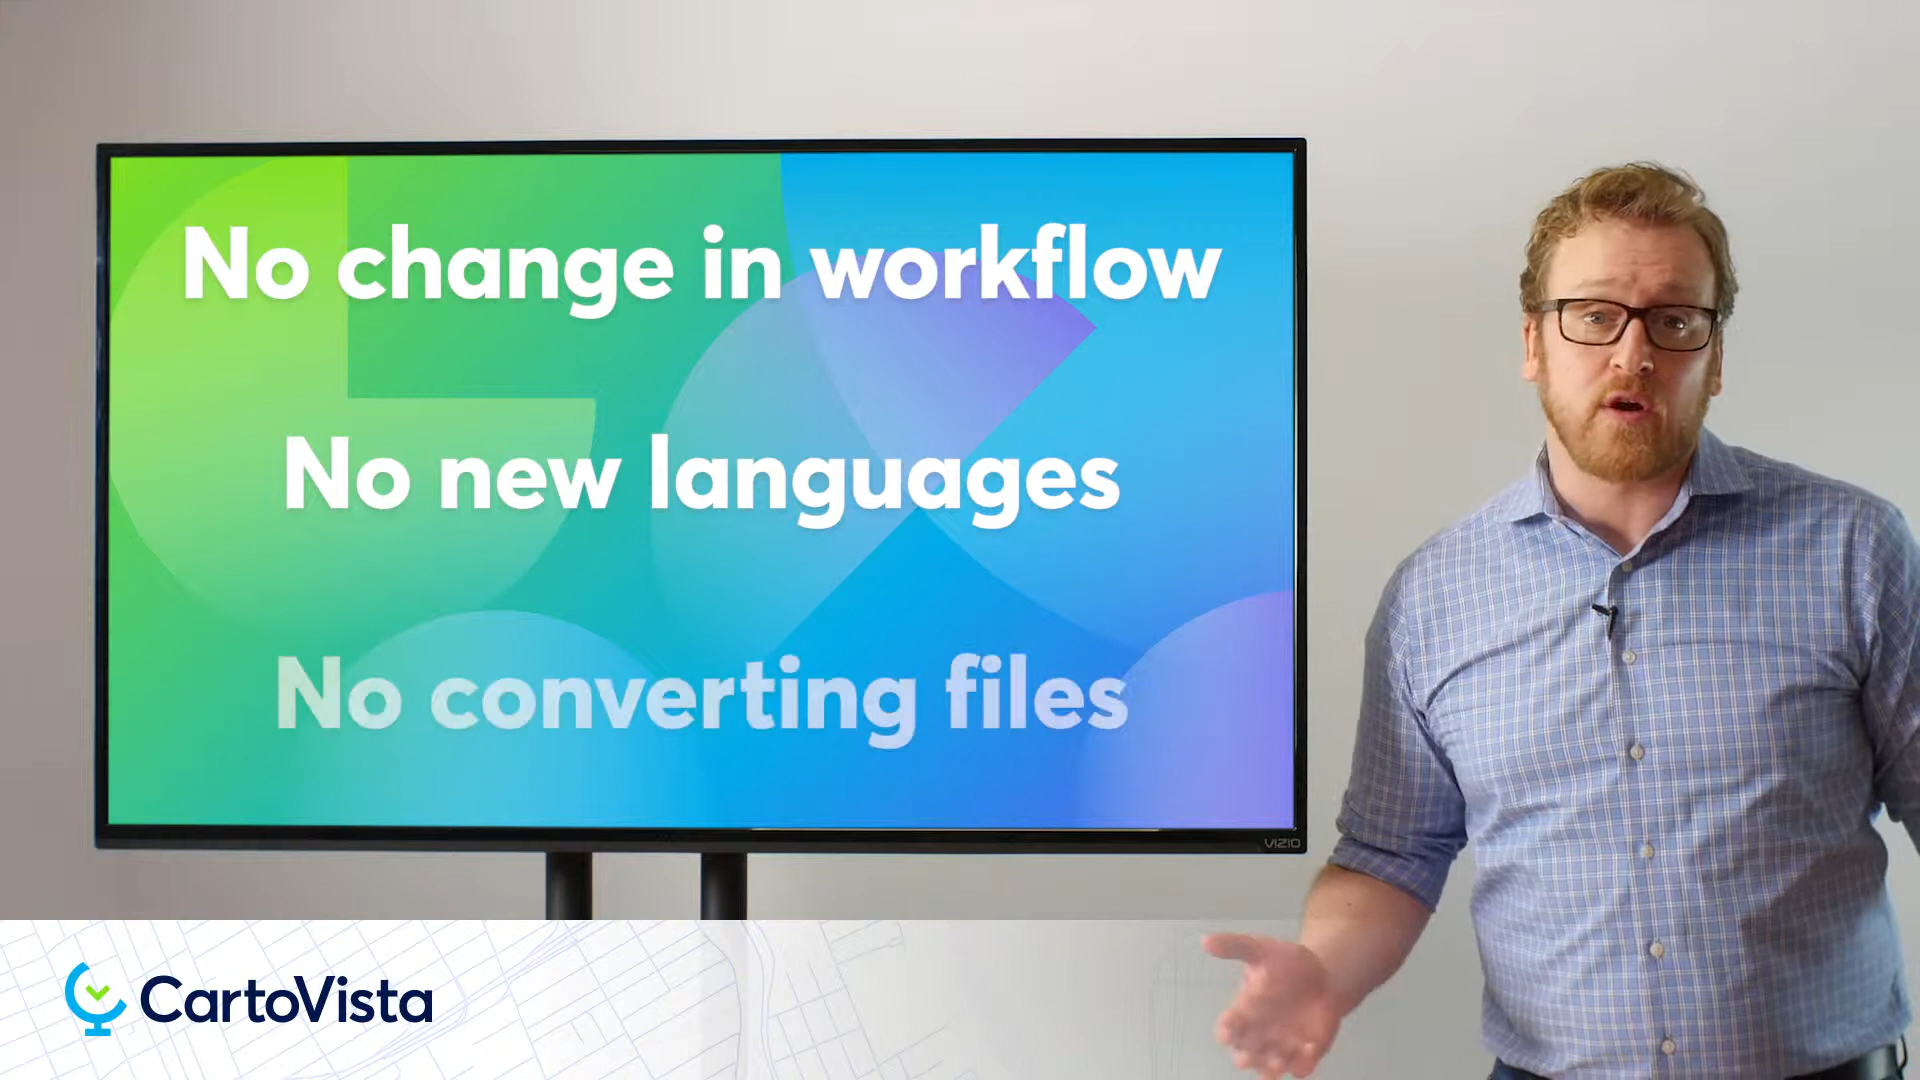 No change in workflow
No new languages
No converting files
VIZIO
CartoVista